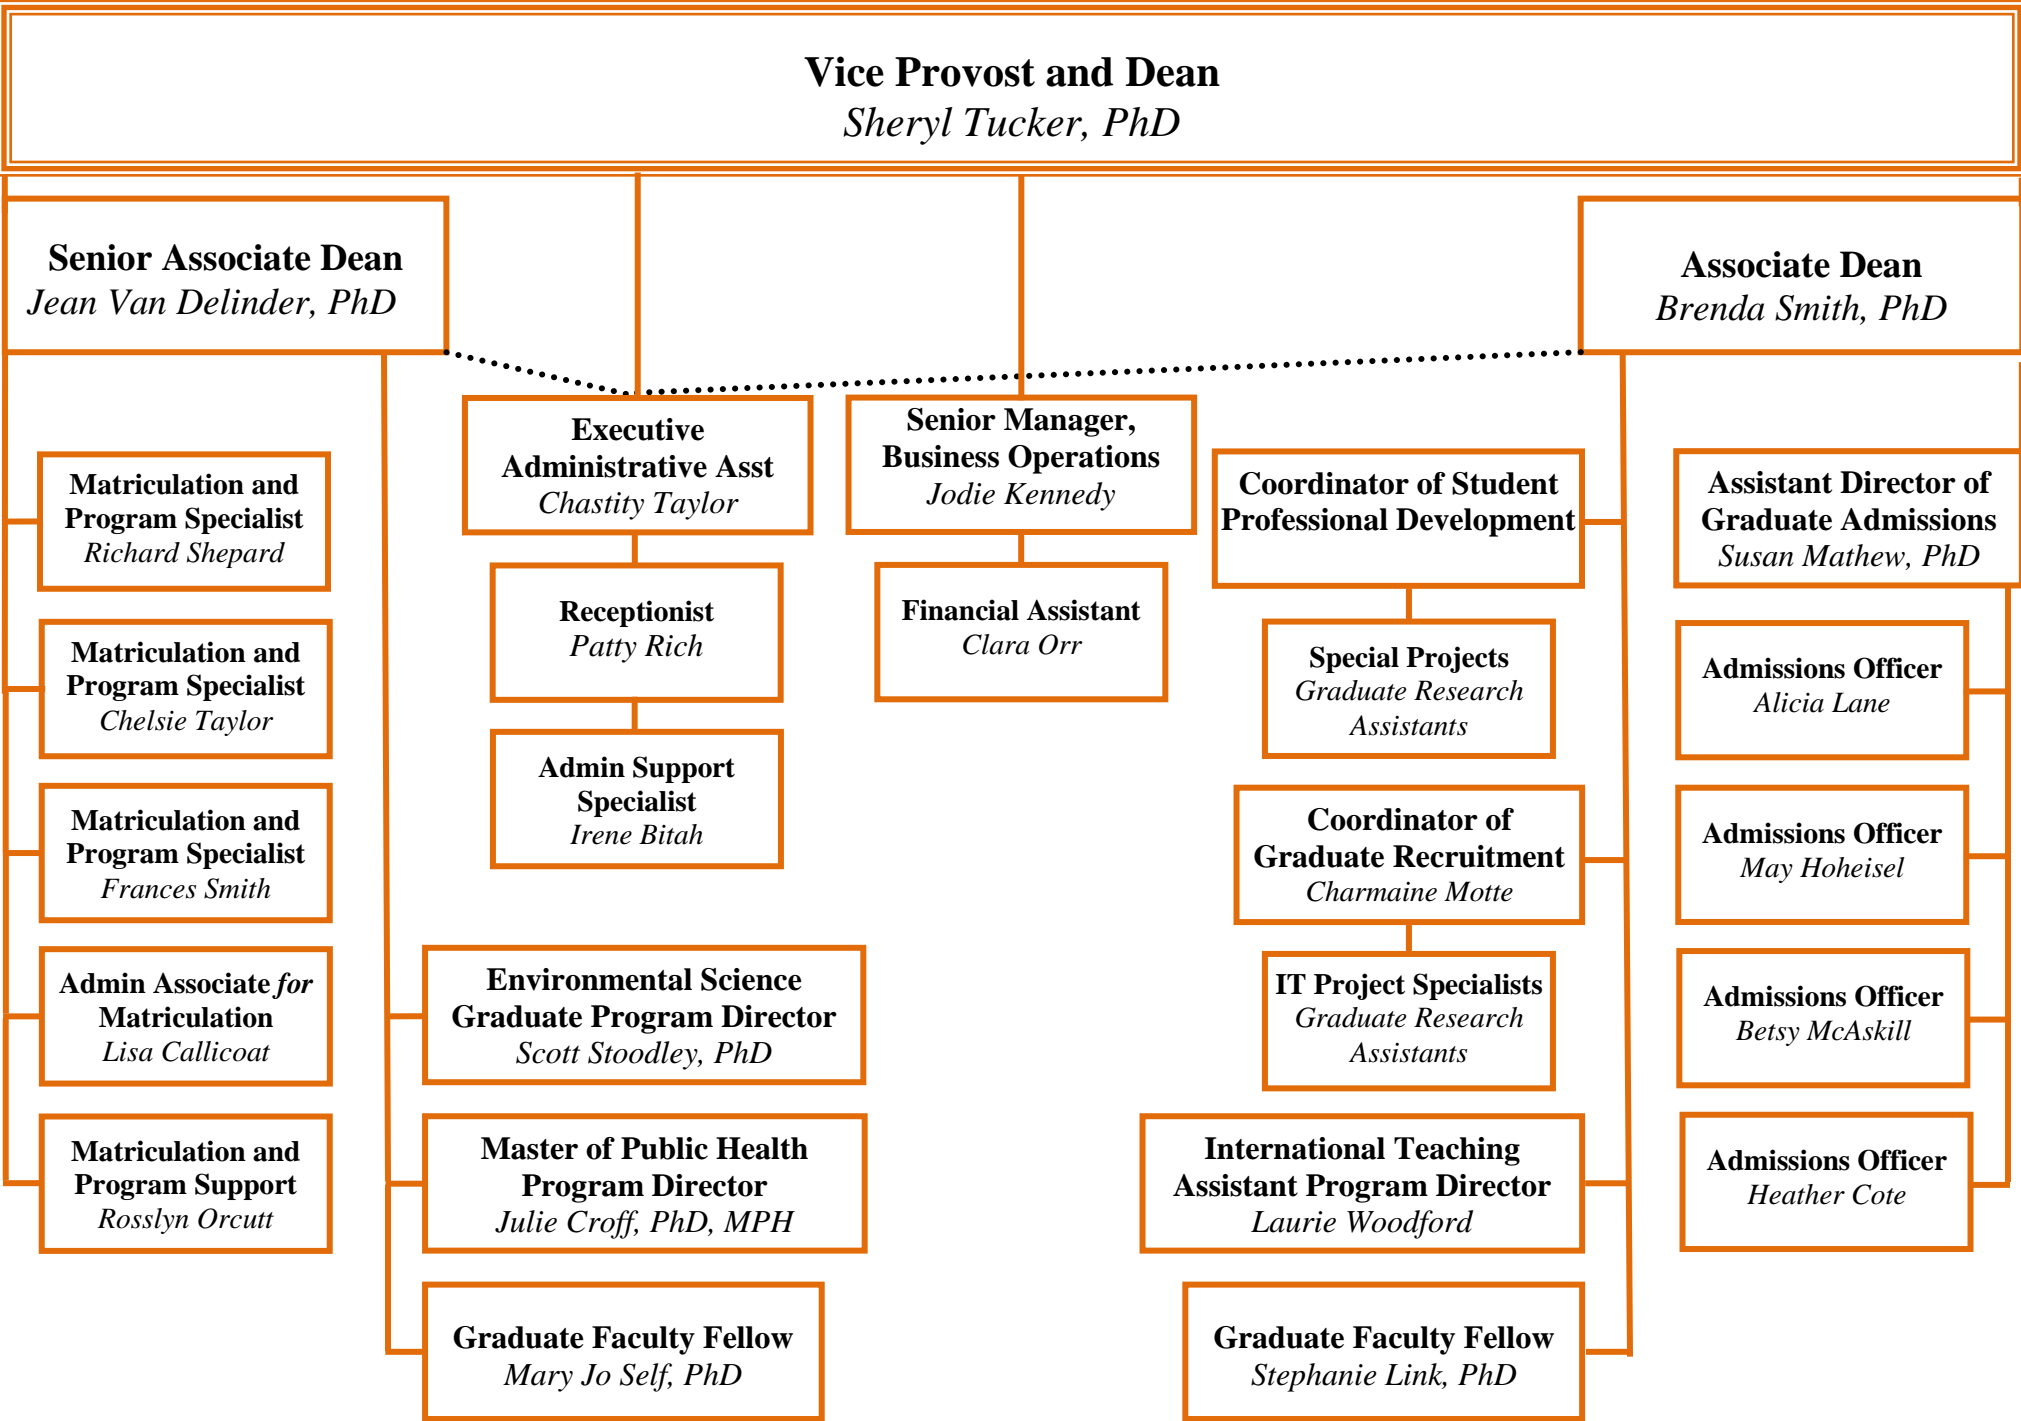 Vice Provost and Dean
Sheryl Tucker, PhD
Senior Associate Dean
Jean Van Delinder, PhD
Associate Dean
Brenda Smith, PhD
Executive
Administrative Asst
Chastity Taylor
Senior Manager,
Business Operations
Jodie Kennedy
Matriculation and
Program Specialist
Richard Shepard
Coordinator of Student
Professional Development
Assistant Director of
Graduate Admissions
Susan Mathew, PhD
Receptionist
Patty Rich
Financial Assistant
Clara Orr
Matriculation and
Program Specialist
Chelsie Taylor
Special Projects
Graduate Research
Assistants
Admissions Officer
Alicia Lane
Admin Support
Specialist
Irene Bitah
Matriculation and
Program Specialist
Frances Smith
Coordinator of
Graduate Recruitment
Charmaine Motte
Admissions Officer
May Hoheisel
Admin Associate for
Matriculation
Lisa Callicoat
Environmental Science
Graduate Program Director
Scott Stoodley, PhD
IT Project Specialists
Graduate Research
Assistants
Admissions Officer
Betsy McAskill
Matriculation and
Program Support
Rosslyn Orcutt
Master of Public Health
Program Director
Julie Croff, PhD, MPH
International Teaching
Assistant Program Director
Laurie Woodford
Admissions Officer
Heather Cote
Graduate Faculty Fellow
Mary Jo Self, PhD
Graduate Faculty Fellow
Stephanie Link, PhD